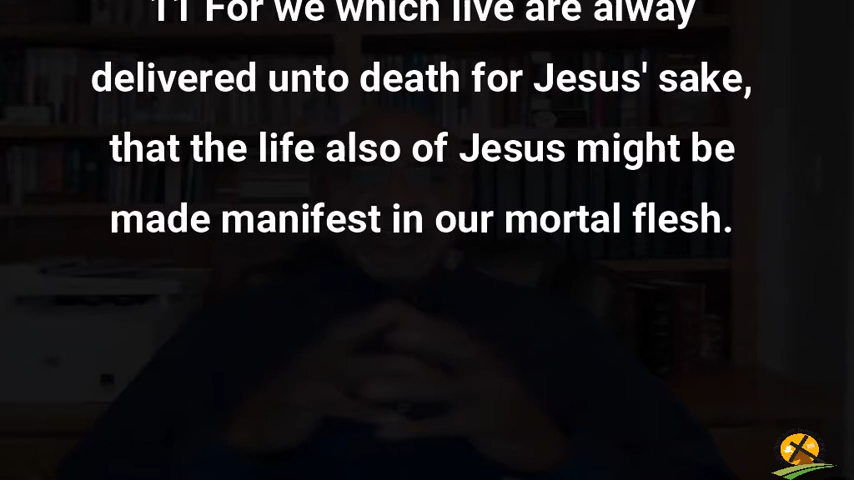 11 For we which live are alway
delivered unto death for Jesus' sake,
that the life also of Jesus might be
made manifest in our mortal flesh.